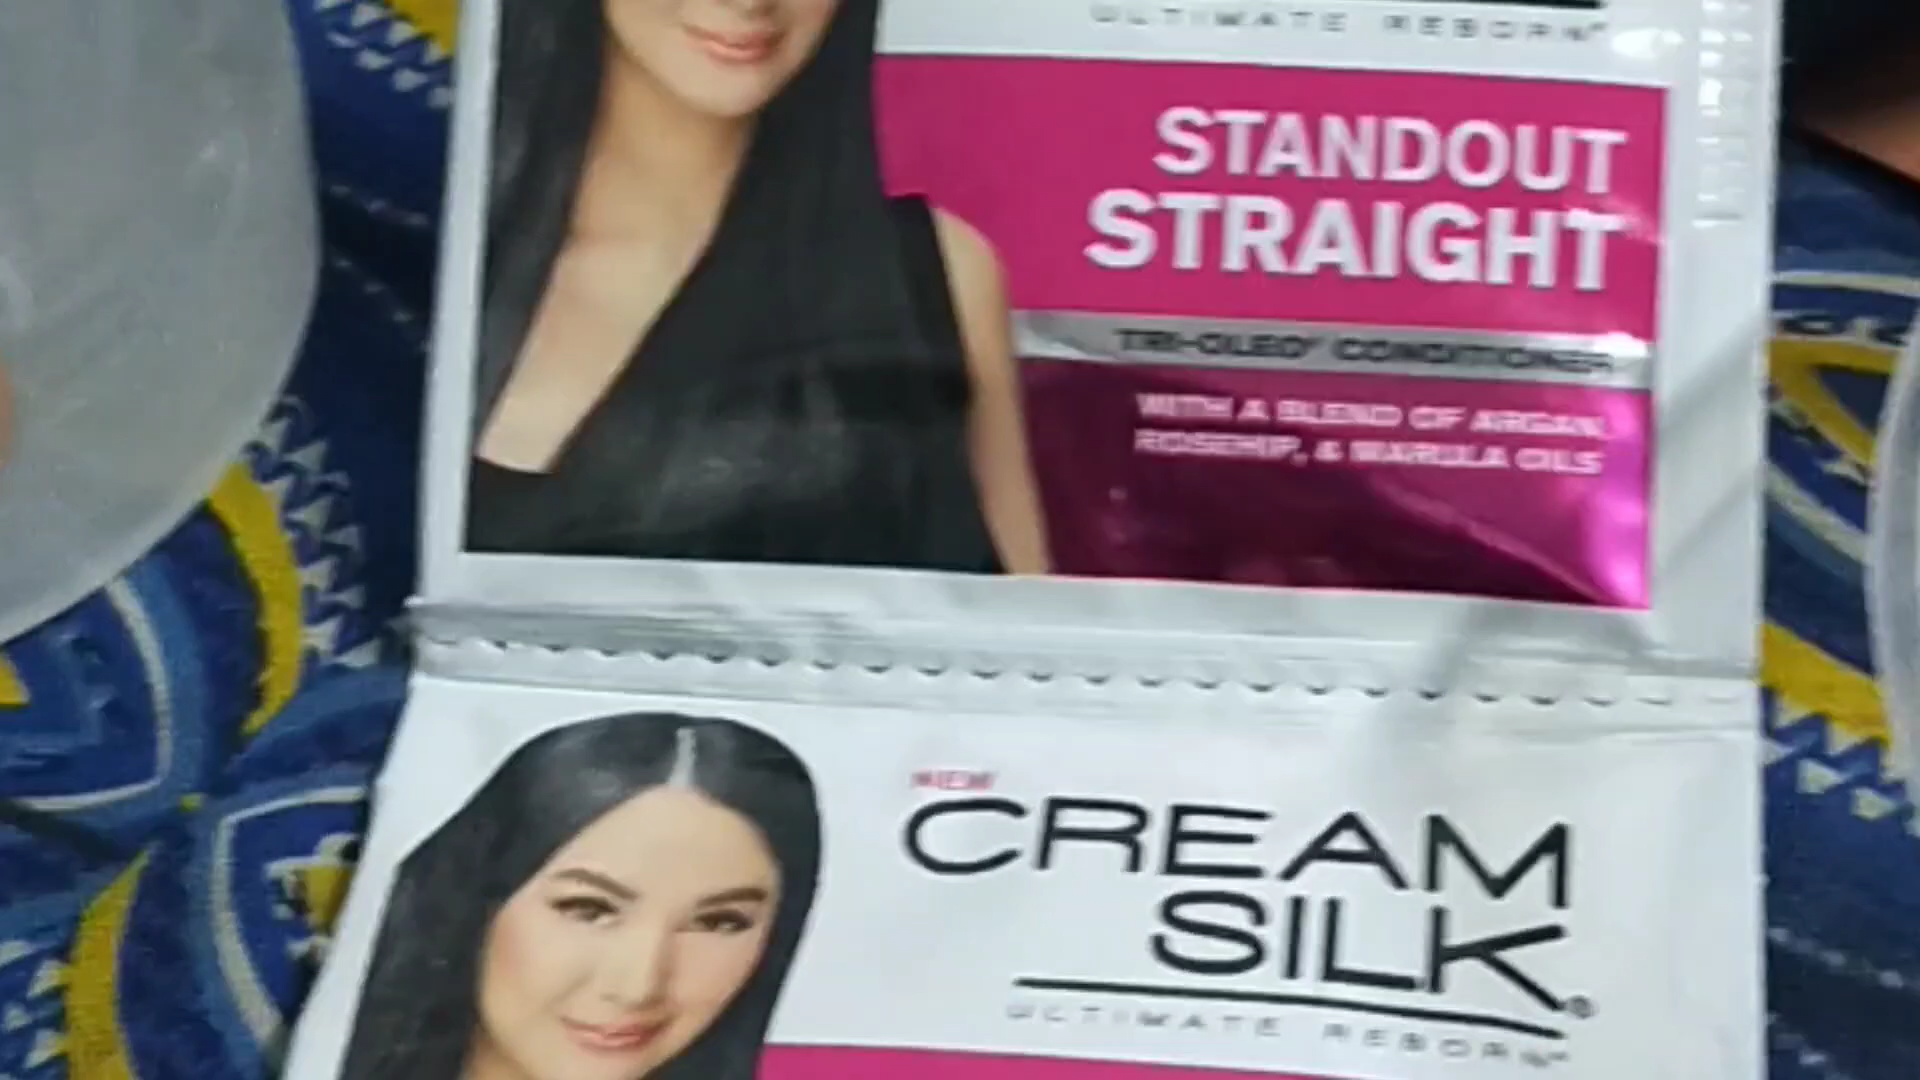 ULTIMATE REBORN
STANDOUT
STRAIGHT
TRI-OLEO® CONDITIONER
WITH A BLEND OF ARGAN,
ROSEHIP, & MARULA OILS
NEW
CREAM
SILK®
ULTIMATE REBORN